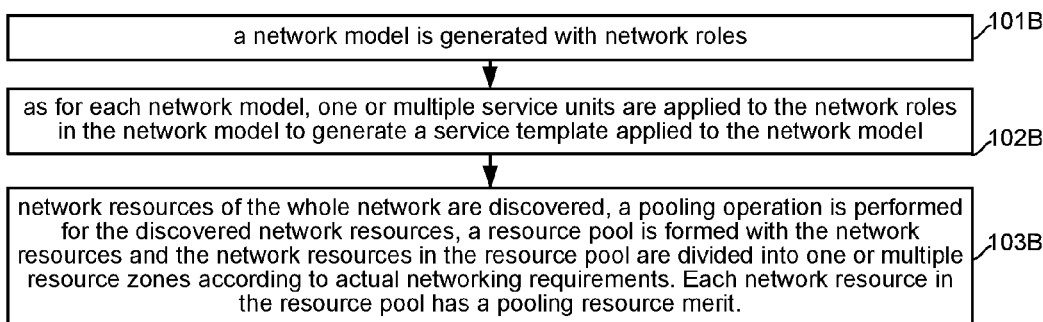 a network model is generated with network roles
101B
as for each network model, one or multiple service units are applied to the network roles
in the network model to generate a service template applied to the network model
102B
network resources of the whole network are discovered, a pooling operation is performed
for the discovered network resources, a resource pool is formed with the network
resources and the network resources in the resource pool are divided into one or multiple
resource zones according to actual networking requirements. Each network resource in
the resource pool has a pooling resource merit.
103B